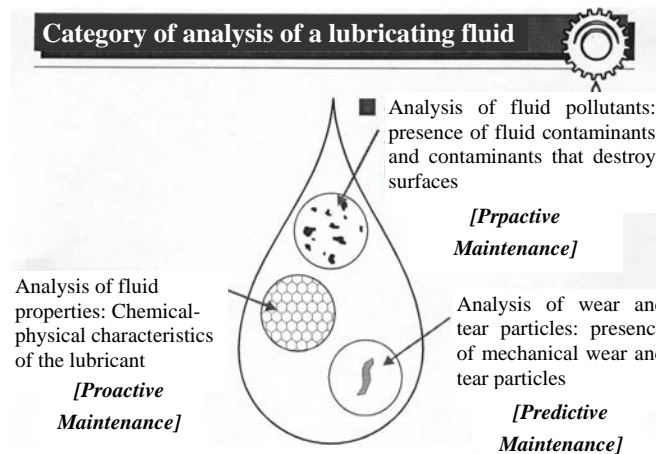 Category of analysis of a lubricating fluid
Analysis of fluid pollutants:
presence of fluid contaminants
and contaminants that destroy
surfaces
[Prpactive
Maintenance]
Analysis of fluid
properties: Chemical-
physical characteristics
of the lubricant
[Proactive
Maintenance]
Analysis of wear and
tear particles: presence
of mechanical wear and
tear particles
[Predictive
Maintenance]